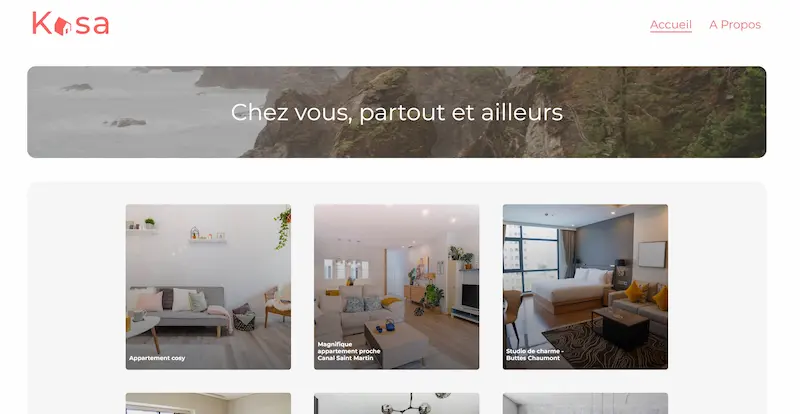 Kasa
Accueil
A Propos
Chez vous, partout et ailleurs
Appartement cosy
Magnifique
appartement proche
Canal Saint Martin
Studio de charme -
Buttes Chaumont